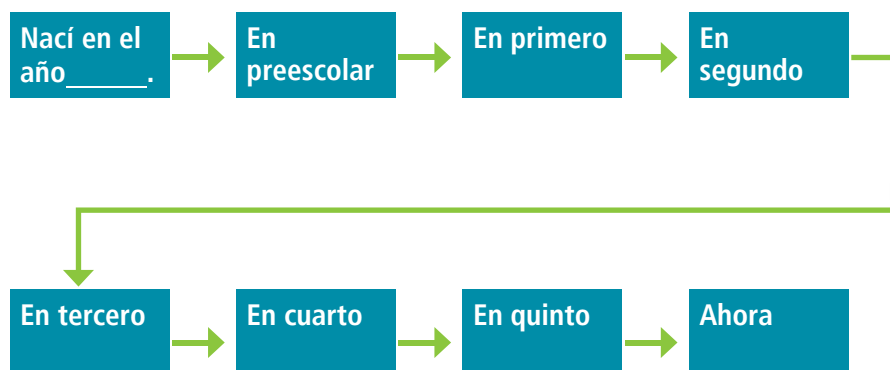 Nací en el
año______.
En
preescolar
En primero
En
segundo
En tercero
En cuarto
En quinto
Ahora